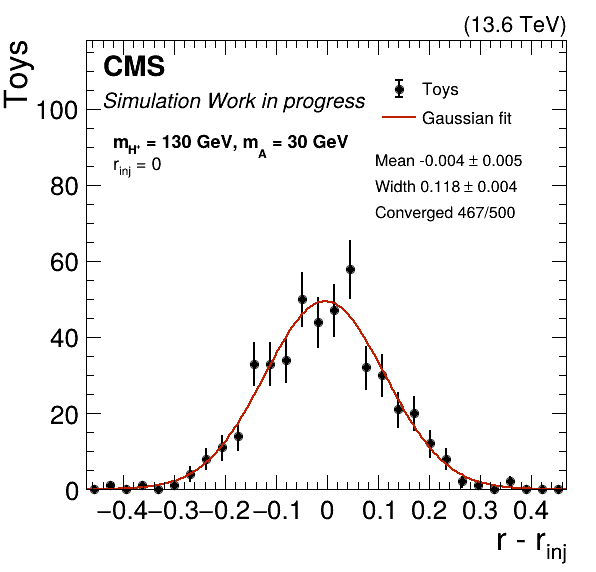 (13.6 TeV)
CMS
Simulation Work in progress
m_H+ = 130 GeV, m_A = 30 GeV
r_inj = 0
Toys
Gaussian fit
Mean -0.004 ± 0.005
Width 0.118 ± 0.004
Converged 467/500
Toys
100
80
60
40
20
0
−0.4 −0.3 −0.2 −0.1 0 0.1 0.2 0.3 0.4
r - r_inj